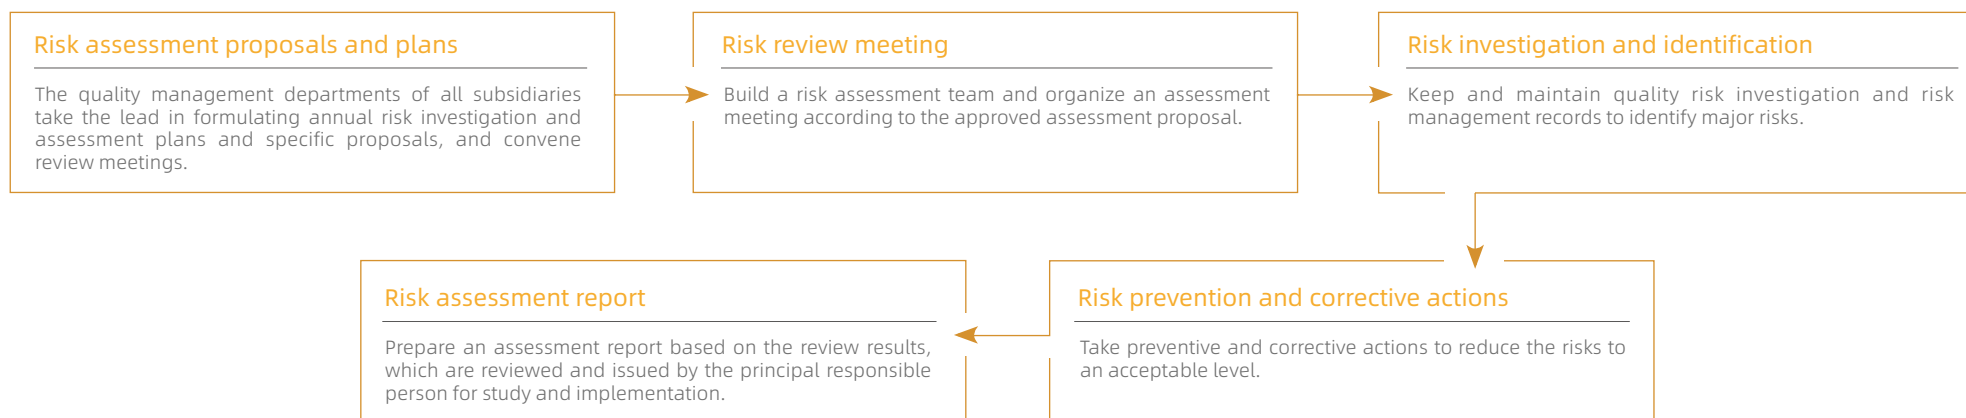 Risk assessment proposals and plans
The quality management departments of all subsidiaries
take the lead in formulating annual risk investigation and
assessment plans and specific proposals, and convene
review meetings.
Risk review meeting
Build a risk assessment team and organize an assessment
meeting according to the approved assessment proposal.
Risk investigation and identification
Keep and maintain quality risk investigation and risk
management records to identify major risks.
Risk prevention and corrective actions
Take preventive and corrective actions to reduce the risks to
an acceptable level.
Risk assessment report
Prepare an assessment report based on the review results,
which are reviewed and issued by the principal responsible
person for study and implementation.